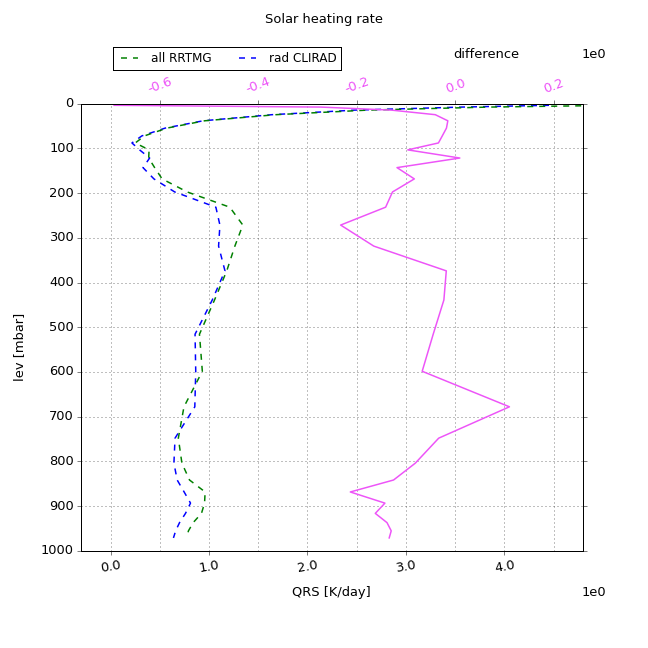 Solar heating rate
difference 1e0
all RRTMG rad CLIRAD
-0.6 -0.4 -0.2 0.0 0.2
0
100
200
300
400
500
600
700
800
900
1000
lev [mbar]
0.0 1.0 2.0 3.0 4.0
QRS [K/day] 1e0